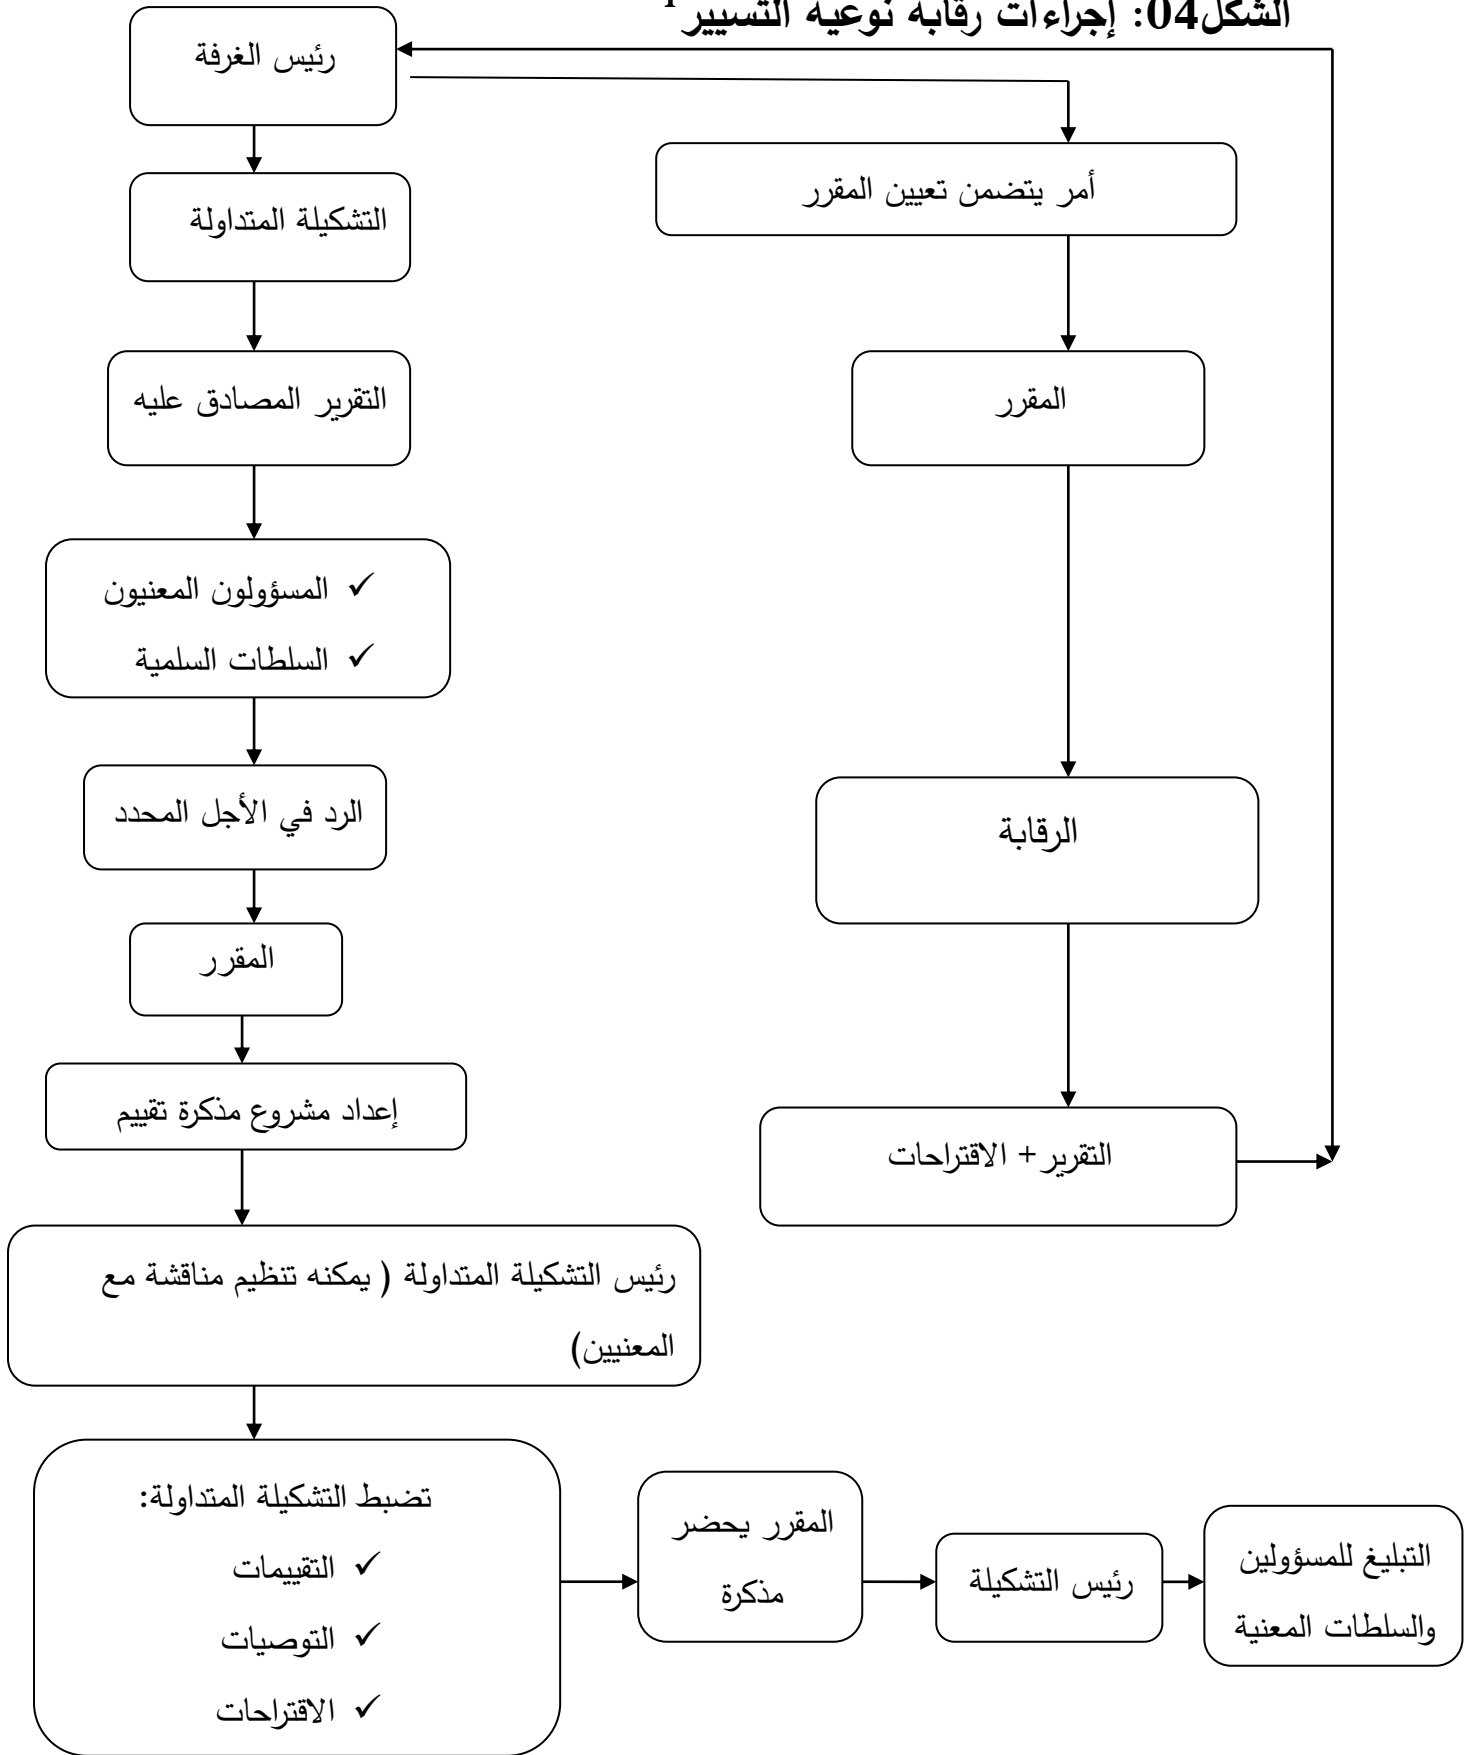 الشكل04: إجراءات رقابة نوعية التسيير1
رئيس الغرفة
أمر يتضمن تعيين المقرر
المقرر
الرقابة
التقرير+ الاقتراحات
التشكيلة المتداولة
التقرير المصادق عليه
✓ المسؤولون المعنيون
✓ السلطات السلمية
الرد في الأجل المحدد
المقرر
إعداد مشروع مذكرة تقييم
رئيس التشكيلة المتداولة ( يمكنه تنظيم مناقشة مع
المعنيين)
تضبط التشكيلة المتداولة:
✓ التقييمات
✓ التوصيات
✓ الاقتراحات
المقرر يحضر
مذكرة
رئيس التشكيلة
التبليغ للمسؤولين
والسلطات المعنية